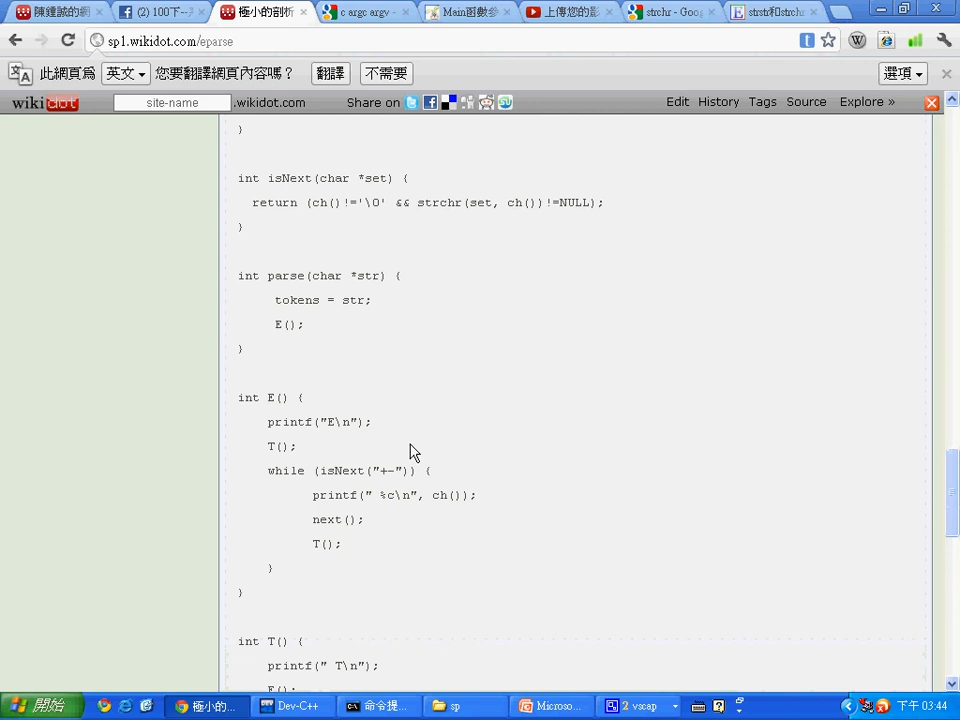 陳鍾誠的網
(2) 100下--
極小的剖析
c argc argv -
Main函數參
上傳您的影
strchr - Goog
strstr和strchr
sp1.wikidot.com/eparse
此網頁為 英文 您要翻譯網頁內容嗎？ 翻譯 不需要 選項
wikidot site-name .wikidot.com Share on Edit History Tags Source Explore »
}
int isNext(char *set) {
return (ch()!='\0' && strchr(set, ch())!=NULL);
}
int parse(char *str) {
tokens = str;
E();
}
int E() {
printf("E\n");
T();
while (isNext("+-")) {
printf(" %c\n", ch());
next();
T();
}
}
int T() {
printf(" T\n");
F();
開始 極小的... Dev-C++ 命令提... sp Microso... 2 vscap 下午 03:44